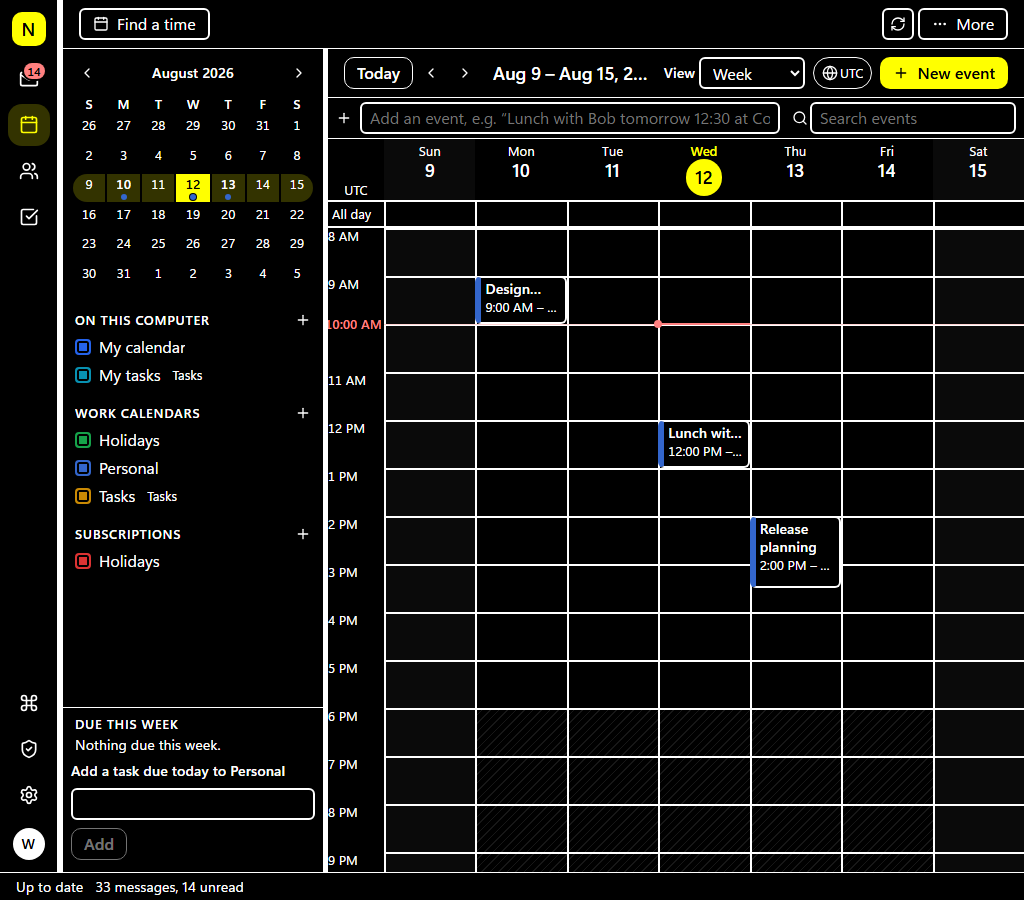 N
Find a time
More
14
August 2026
S M T W T F S
26 27 28 29 30 31 1
2 3 4 5 6 7 8
9 10 11 12 13 14 15
16 17 18 19 20 21 22
23 24 25 26 27 28 29
30 31 1 2 3 4 5
ON THIS COMPUTER
My calendar
My tasks Tasks
WORK CALENDARS
Holidays
Personal
Tasks Tasks
SUBSCRIPTIONS
Holidays
DUE THIS WEEK
Nothing due this week.
Add a task due today to Personal
Add
W
Today
Aug 9 – Aug 15, 2...
View
Week
UTC
New event
Add an event, e.g. “Lunch with Bob tomorrow 12:30 at Co
Search events
UTC
Sun 9
Mon 10
Tue 11
Wed 12
Thu 13
Fri 14
Sat 15
All day
8 AM
9 AM
10:00 AM
11 AM
12 PM
1 PM
2 PM
3 PM
4 PM
5 PM
6 PM
7 PM
8 PM
9 PM
Design...
9:00 AM – ...
Lunch wit...
12:00 PM –...
Release
planning
2:00 PM – ...
Up to date 33 messages, 14 unread